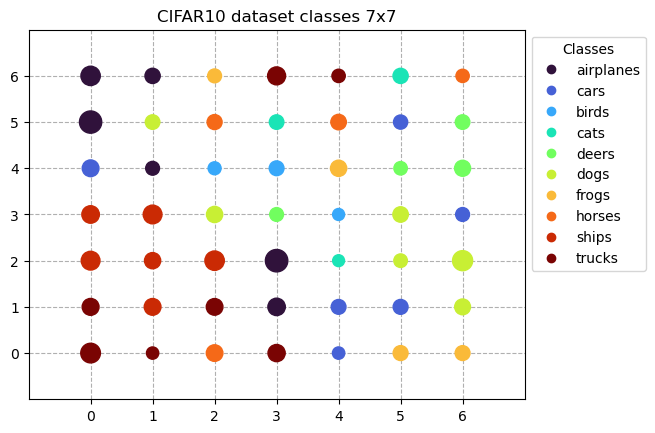 CIFAR10 dataset classes 7x7
6
5
4
3
2
1
0
0 1 2 3 4 5 6
Classes
airplanes
cars
birds
cats
deers
dogs
frogs
horses
ships
trucks